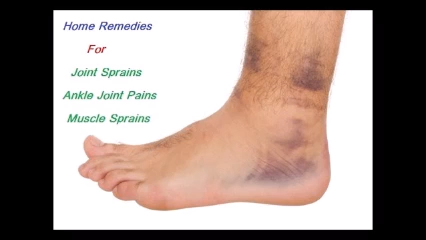 Home Remedies
For
Joint Sprains
Ankle Joint Pains
Muscle Sprains